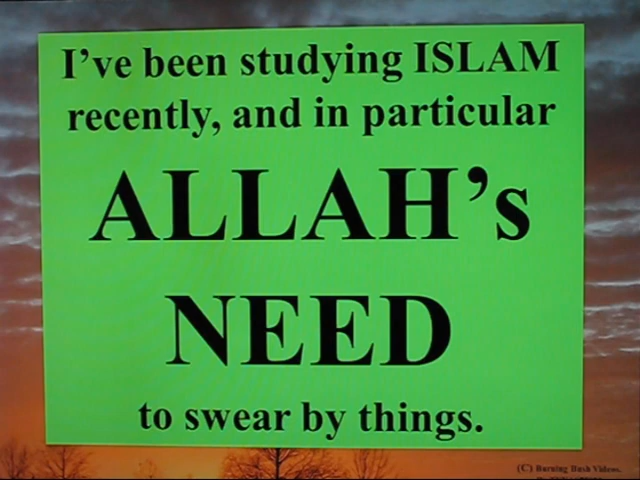 I've been studying ISLAM
recently, and in particular
ALLAH's
NEED
to swear by things.
(C) Burning Bush Videos.